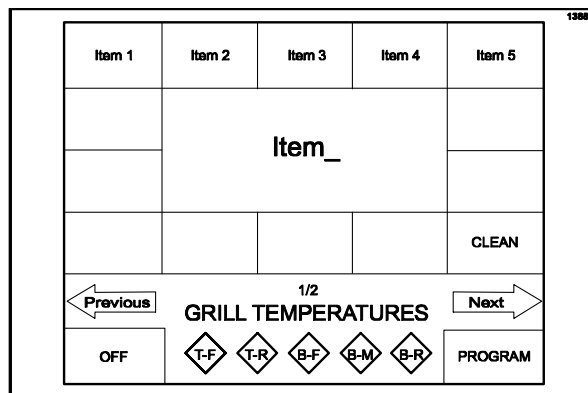 1388
Item 1 Item 2 Item 3 Item 4 Item 5
Item_
CLEAN
Previous 1/2 Next
GRILL TEMPERATURES
OFF T-F T-R B-F B-M B-R PROGRAM